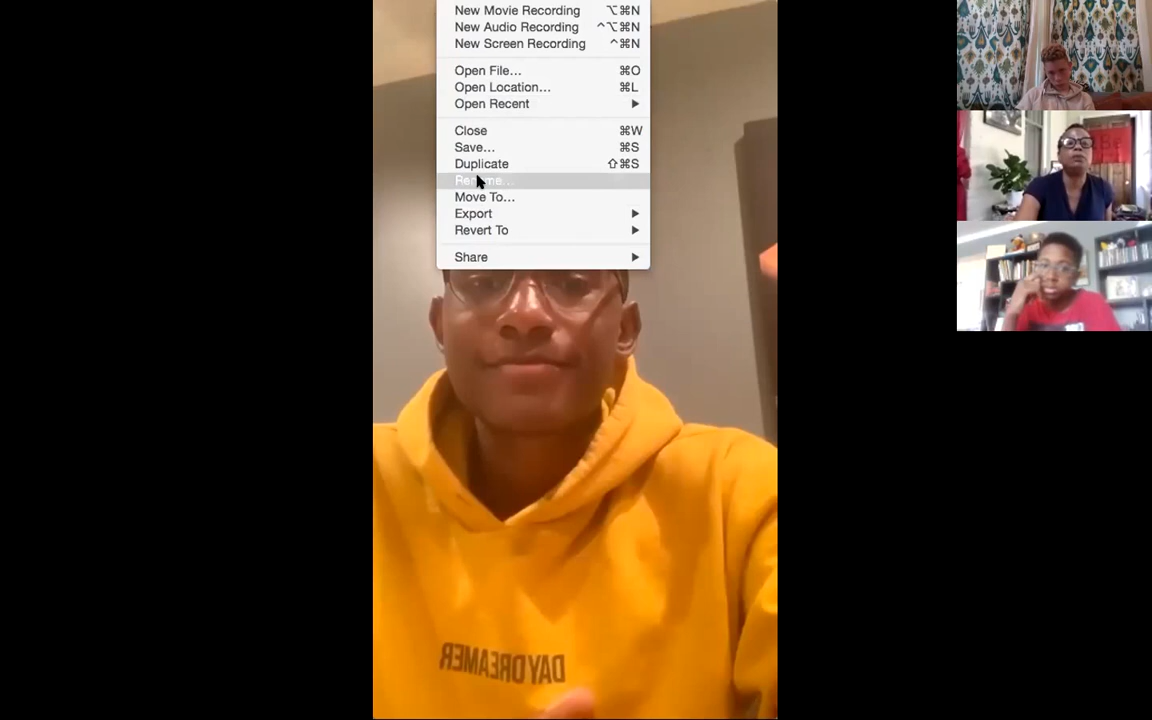 New Movie Recording ⌥⌘N
New Audio Recording ^⌥⌘N
New Screen Recording ^⌘N
Open File... ⌘O
Open Location... ⌘L
Open Recent ▶
Close ⌘W
Save... ⌘S
Duplicate ⇧⌘S
Rename...
Move To...
Export ▶
Revert To ▶
Share ▶
DAYDREAMER